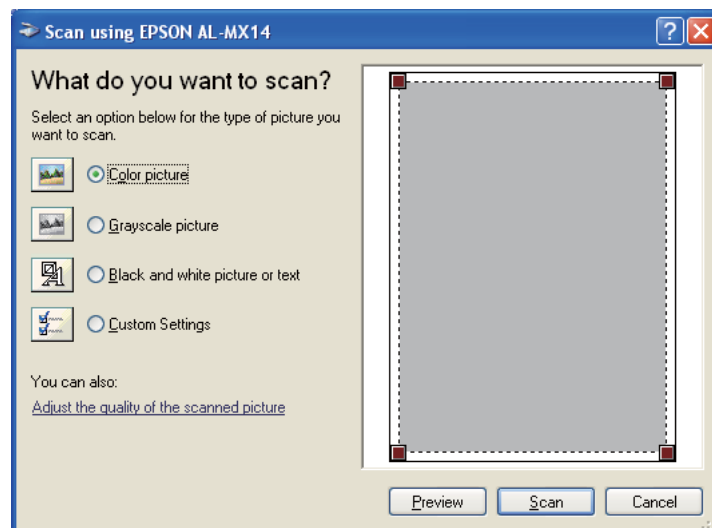 Scan using EPSON AL-MX14
What do you want to scan?
Select an option below for the type of picture you
want to scan.
Color picture
Grayscale picture
Black and white picture or text
Custom Settings
You can also:
Adjust the quality of the scanned picture
Preview
Scan
Cancel